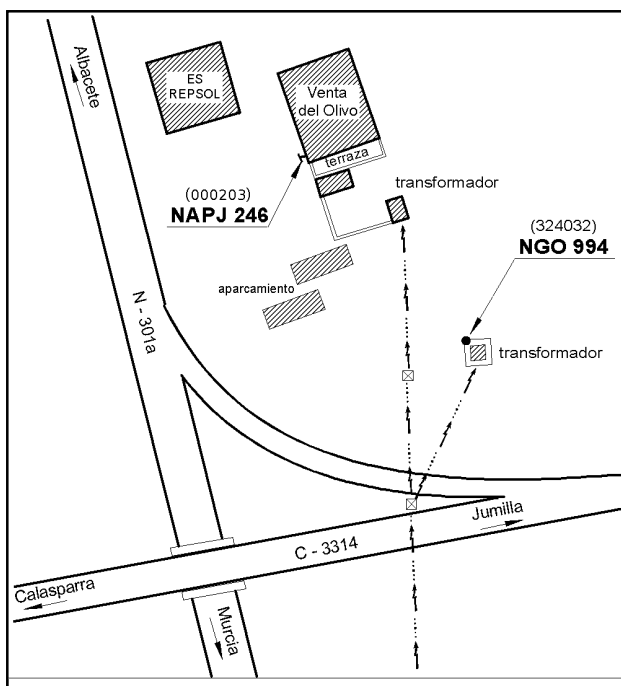 Albacete
ES
REPSOL
Venta
del Olivo
terraza
transformador
(000203)
NAPJ 246
(324032)
NGO 994
aparcamiento
N - 301a
transformador
Jumilla
C - 3314
Calasparra
Murcia